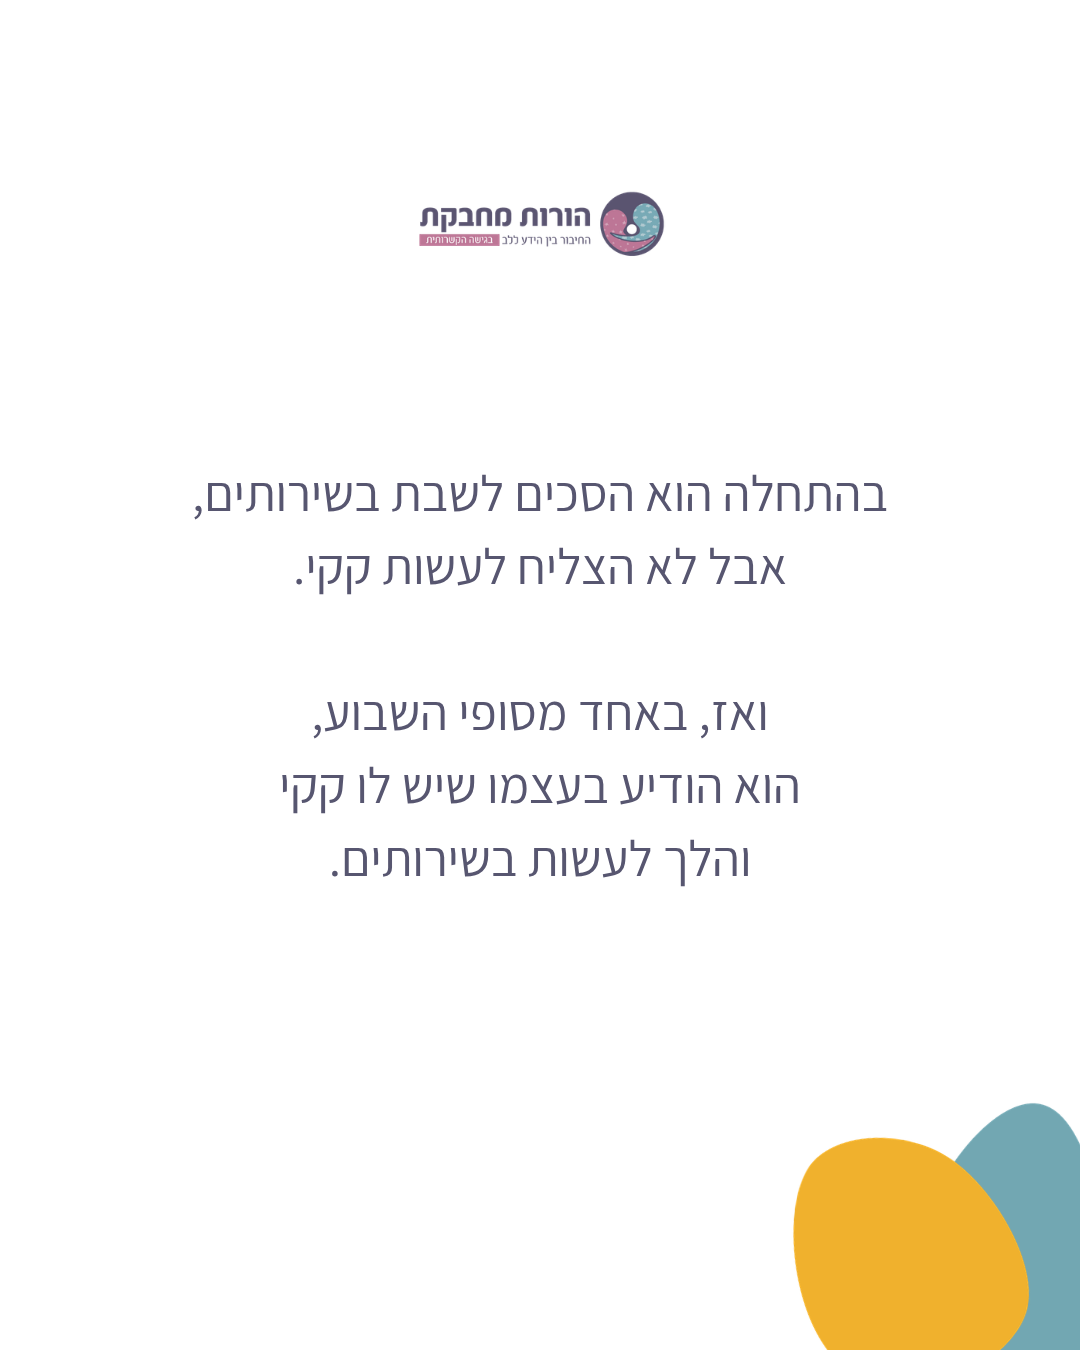 הורות מחבקת
החיבור בין הידע ללב בגישה הקשרותית
בהתחלה הוא הסכים לשבת בשירותים,
אבל לא הצליח לעשות קקי.
ואז, באחד מסופי השבוע,
הוא הודיע בעצמו שיש לו קקי
והלך לעשות בשירותים.